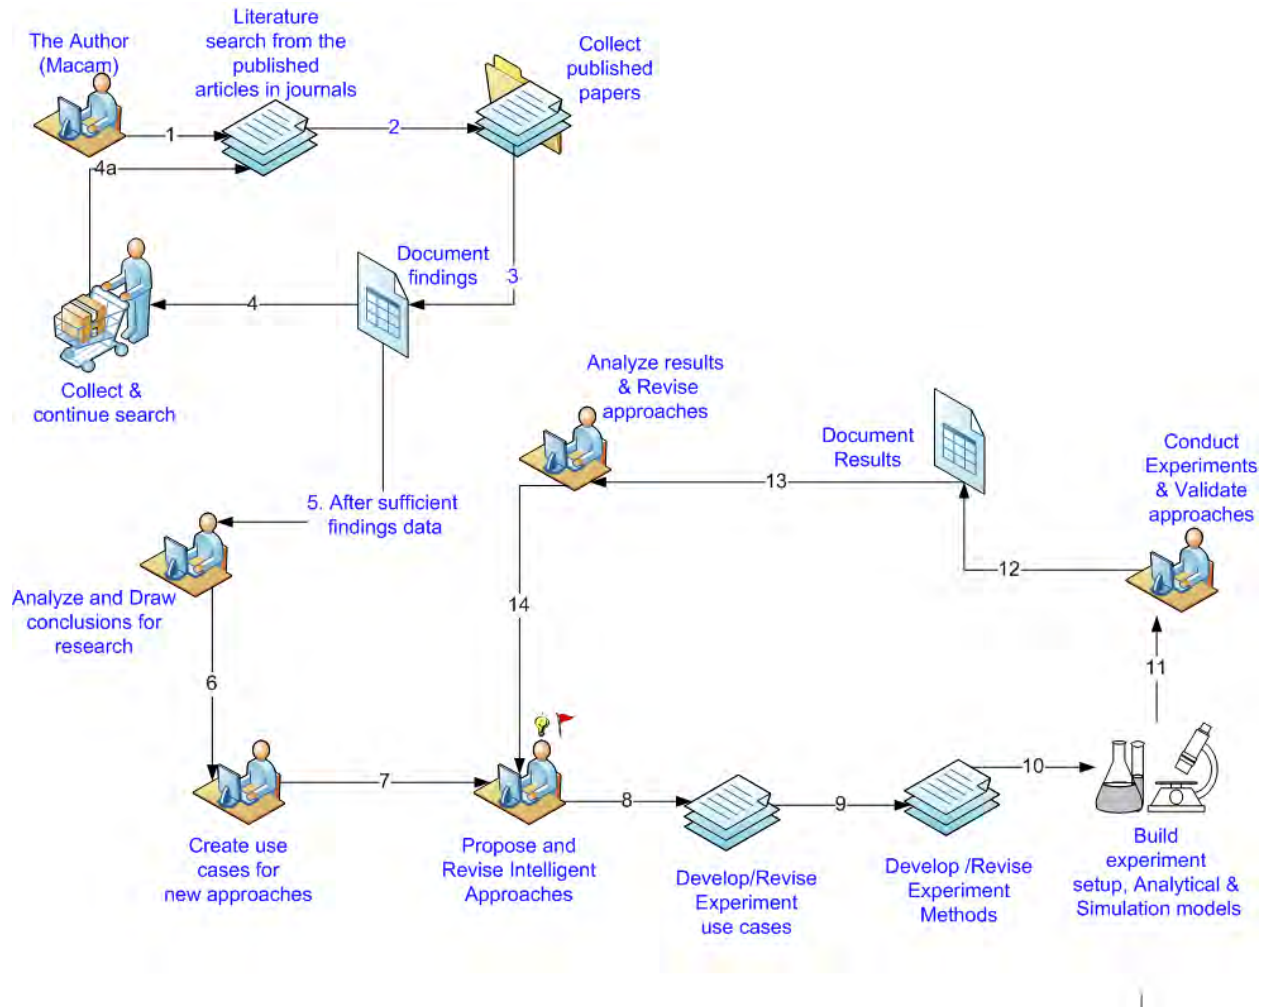 The Author
(Macam)
Literature
search from the
published
articles in journals
Collect
published
papers
1
2
4a
3
Document
findings
4
Collect &
continue search
5. After sufficient
findings data
Analyze results
& Revise
approaches
Document
Results
Conduct
Experiments
& Validate
approaches
13
12
14
11
Analyze and Draw
conclusions for
research
6
7
8
9
10
Create use
cases for
new approaches
Propose and
Revise Intelligent
Approaches
Develop/Revise
Experiment
use cases
Develop /Revise
Experiment
Methods
Build
experiment
setup, Analytical &
Simulation models